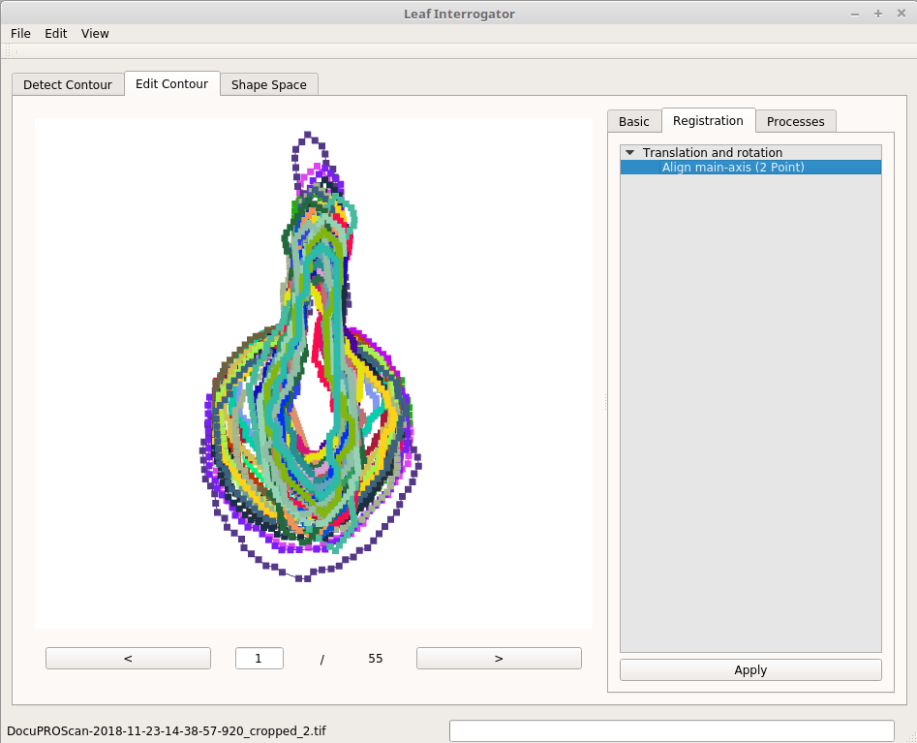 Leaf Interrogator
File Edit View
Detect Contour Edit Contour Shape Space
Basic Registration Processes
Translation and rotation
Align main-axis (2 Point)
< 1 / 55 >
Apply
DocuPROScan-2018-11-23-14-38-57-920_cropped_2.tif